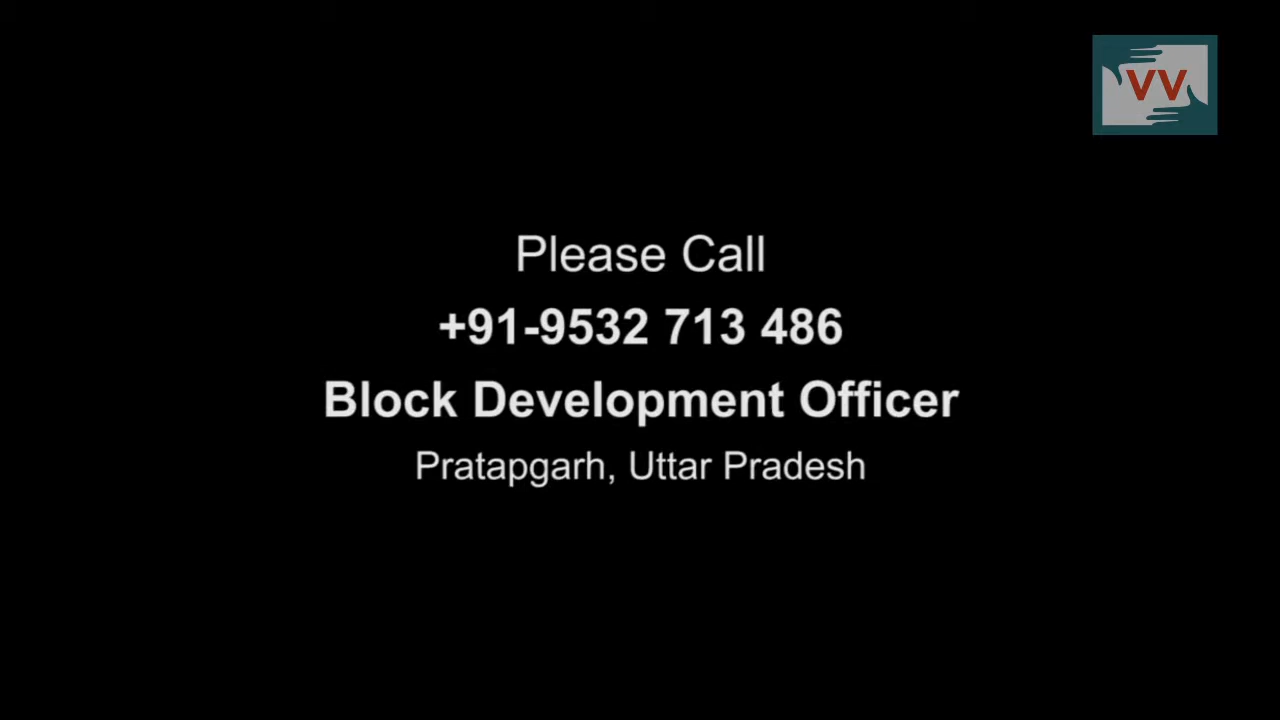 VV
Please Call
+91-9532 713 486
Block Development Officer
Pratapgarh, Uttar Pradesh